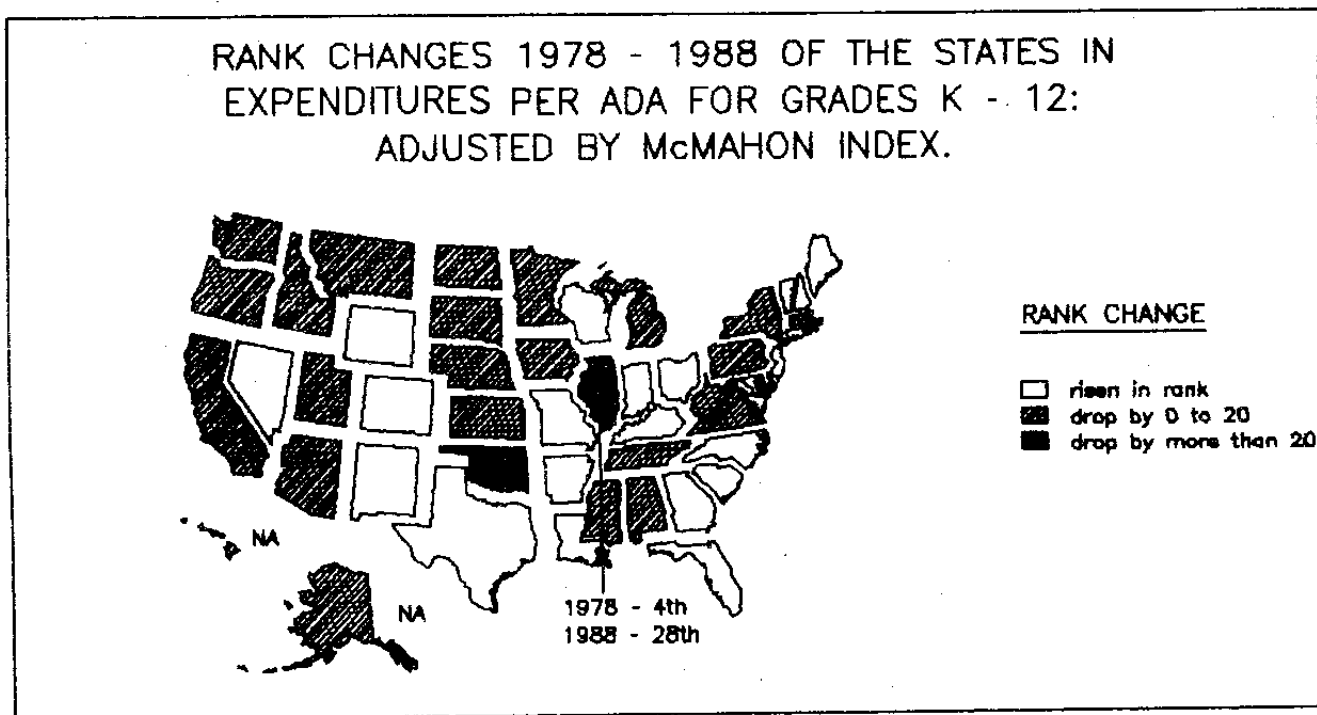 RANK CHANGES 1978 - 1988 OF THE STATES IN
EXPENDITURES PER ADA FOR GRADES K - 12:
ADJUSTED BY McMAHON INDEX.
RANK CHANGE
risen in rank
drop by 0 to 20
drop by more than 20
NA
NA
1978 - 4th
1988 - 28th